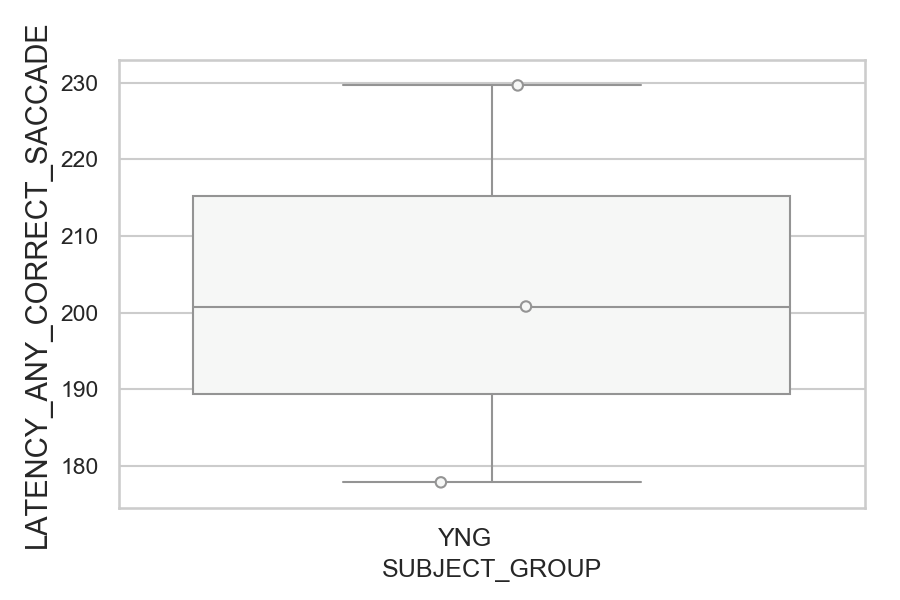 LATENCY_ANY_CORRECT_SACCADE
230
220
210
200
190
180
YNG
SUBJECT_GROUP